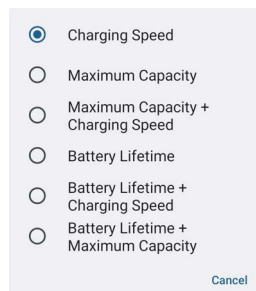 Charging Speed
Maximum Capacity
Maximum Capacity +
Charging Speed
Battery Lifetime
Battery Lifetime +
Charging Speed
Battery Lifetime +
Maximum Capacity
Cancel